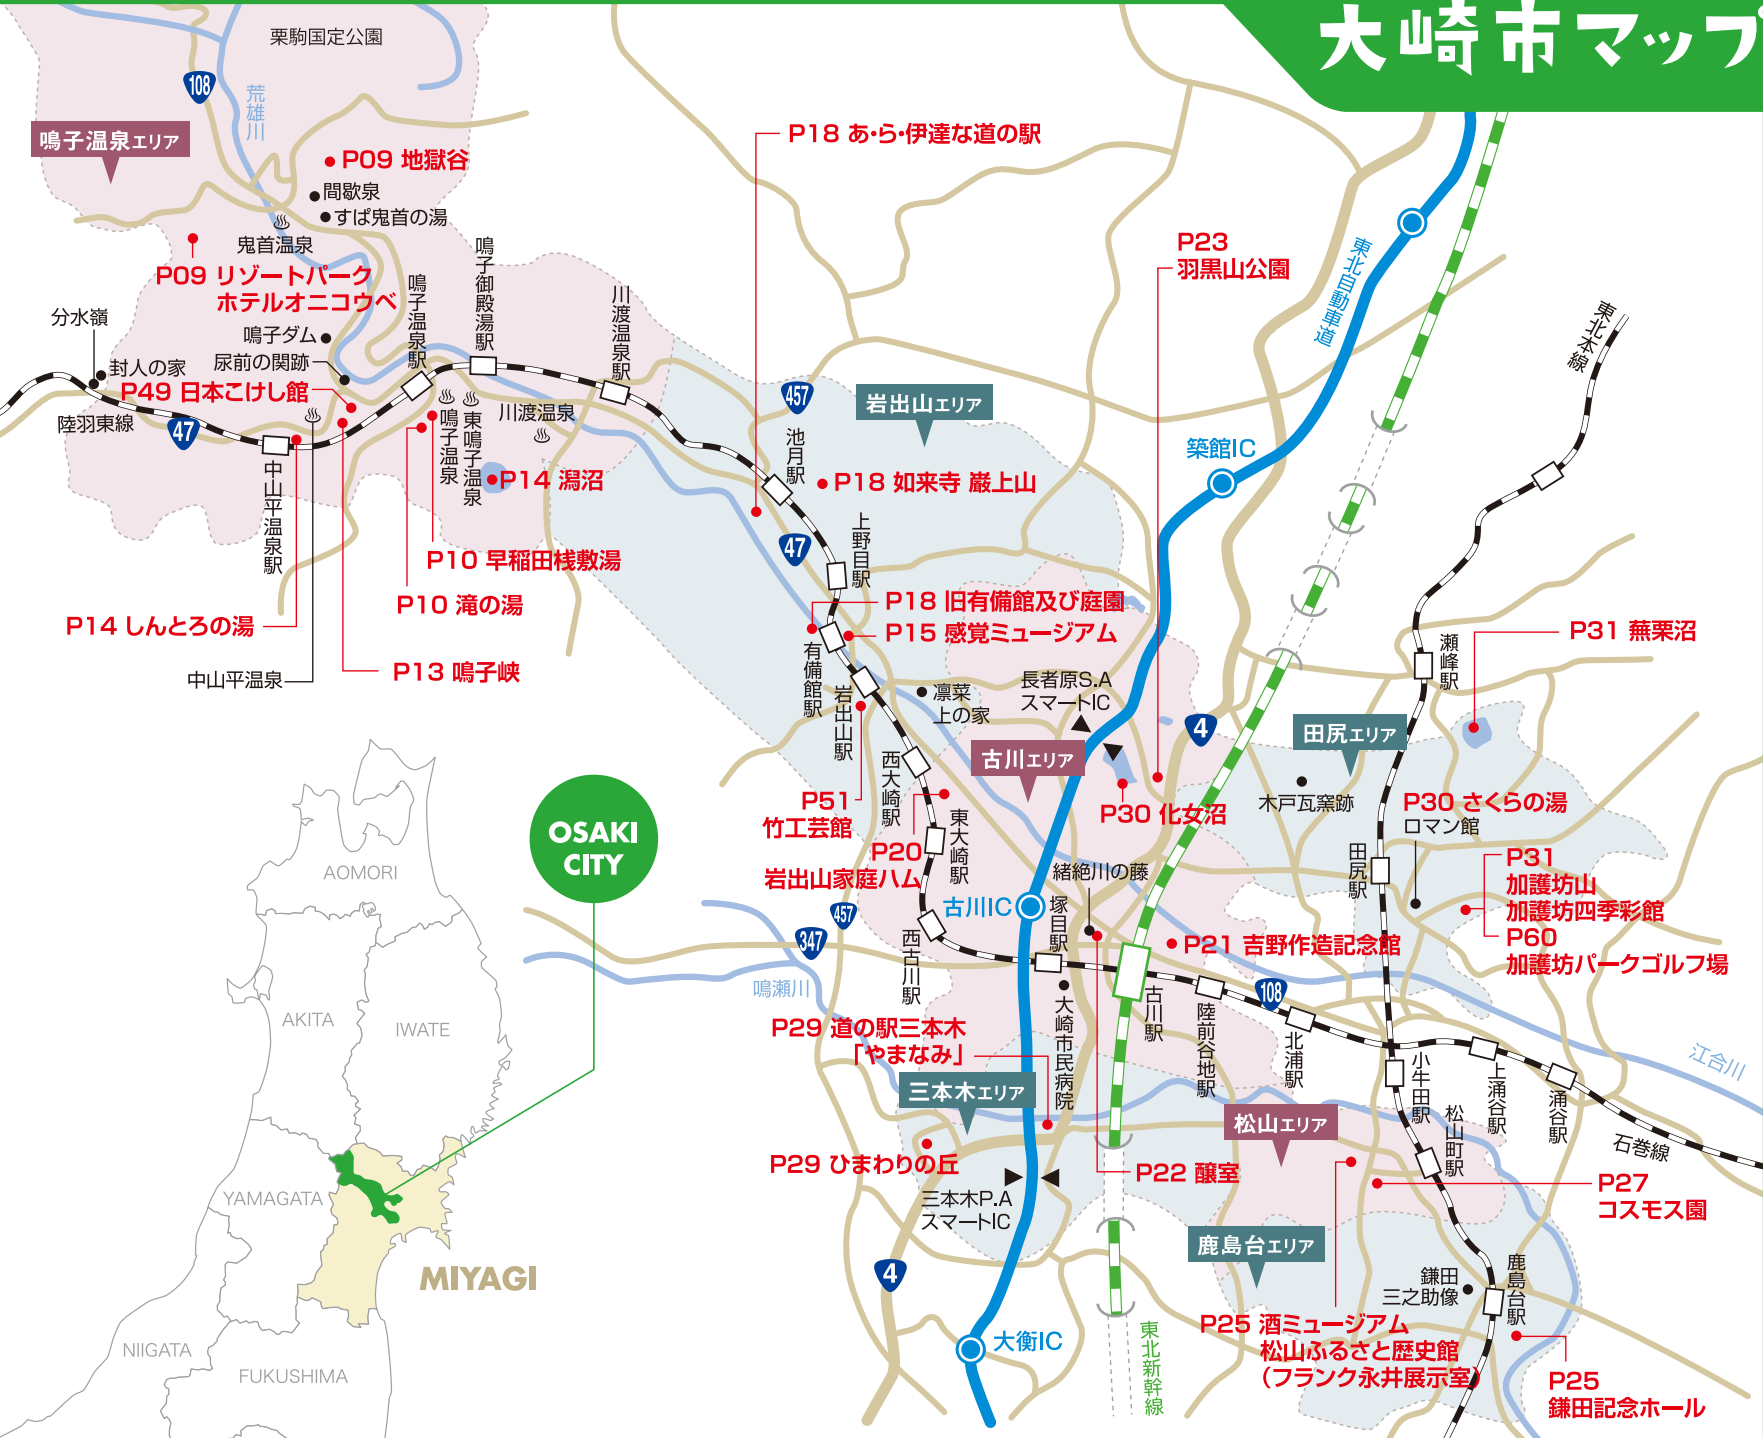 大崎市マップ
栗駒国定公園
108
荒雄川
鳴子温泉エリア
P09 地獄谷
間歇泉
すぱ鬼首の湯
鬼首温泉
P09 リゾートパーク
ホテルオニコウベ
分水嶺
封人の家
鳴子ダム
尿前の関跡
P49 日本こけし館
陸羽東線
47
鳴子温泉駅
鳴子御殿湯駅
川渡温泉駅
鳴子温泉
東鳴子温泉
川渡温泉
P14 潟沼
中山平温泉駅
P10 早稲田桟敷湯
P10 滝の湯
P14 しんとろの湯
P13 鳴子峡
中山平温泉
P18 あ・ら・伊達な道の駅
457
岩出山エリア
池月駅
P18 如来寺 巌上山
47
上野目駅
P18 旧有備館及び庭園
P15 感覚ミュージアム
有備館駅
岩出山駅
凛菜
上の家
P51
竹工芸館
西大崎駅
P20
岩出山家庭ハム
東大崎駅
457
347
西古川駅
鳴瀬川
P23
羽黒山公園
東北自動車道
築館IC
東北本線
長者原S.A
スマートIC
古川エリア
4
P30 化女沼
緒絶川の藤
古川IC
塚目駅
P21 吉野作造記念館
大崎市民病院
古川駅
108
陸前谷地駅
北浦駅
P31 蕪栗沼
瀬峰駅
田尻エリア
木戸瓦窯跡
P30 さくらの湯
ロマン館
田尻駅
P31
加護坊山
加護坊四季彩館
P60
加護坊パークゴルフ場
江合川
小牛田駅
上涌谷駅
涌谷駅
石巻線
松山町駅
P29 道の駅三本木
「やまなみ」
三本木エリア
P29 ひまわりの丘
三本木P.A
スマートIC
P22 醸室
松山エリア
P27
コスモス園
鹿島台エリア
鎌田
三之助像
鹿島台駅
P25 酒ミュージアム
松山ふるさと歴史館
(フランク永井展示室)
P25
鎌田記念ホール
4
大衡IC
東北新幹線
OSAKI
CITY
AOMORI
AKITA
IWATE
YAMAGATA
MIYAGI
NIIGATA
FUKUSHIMA